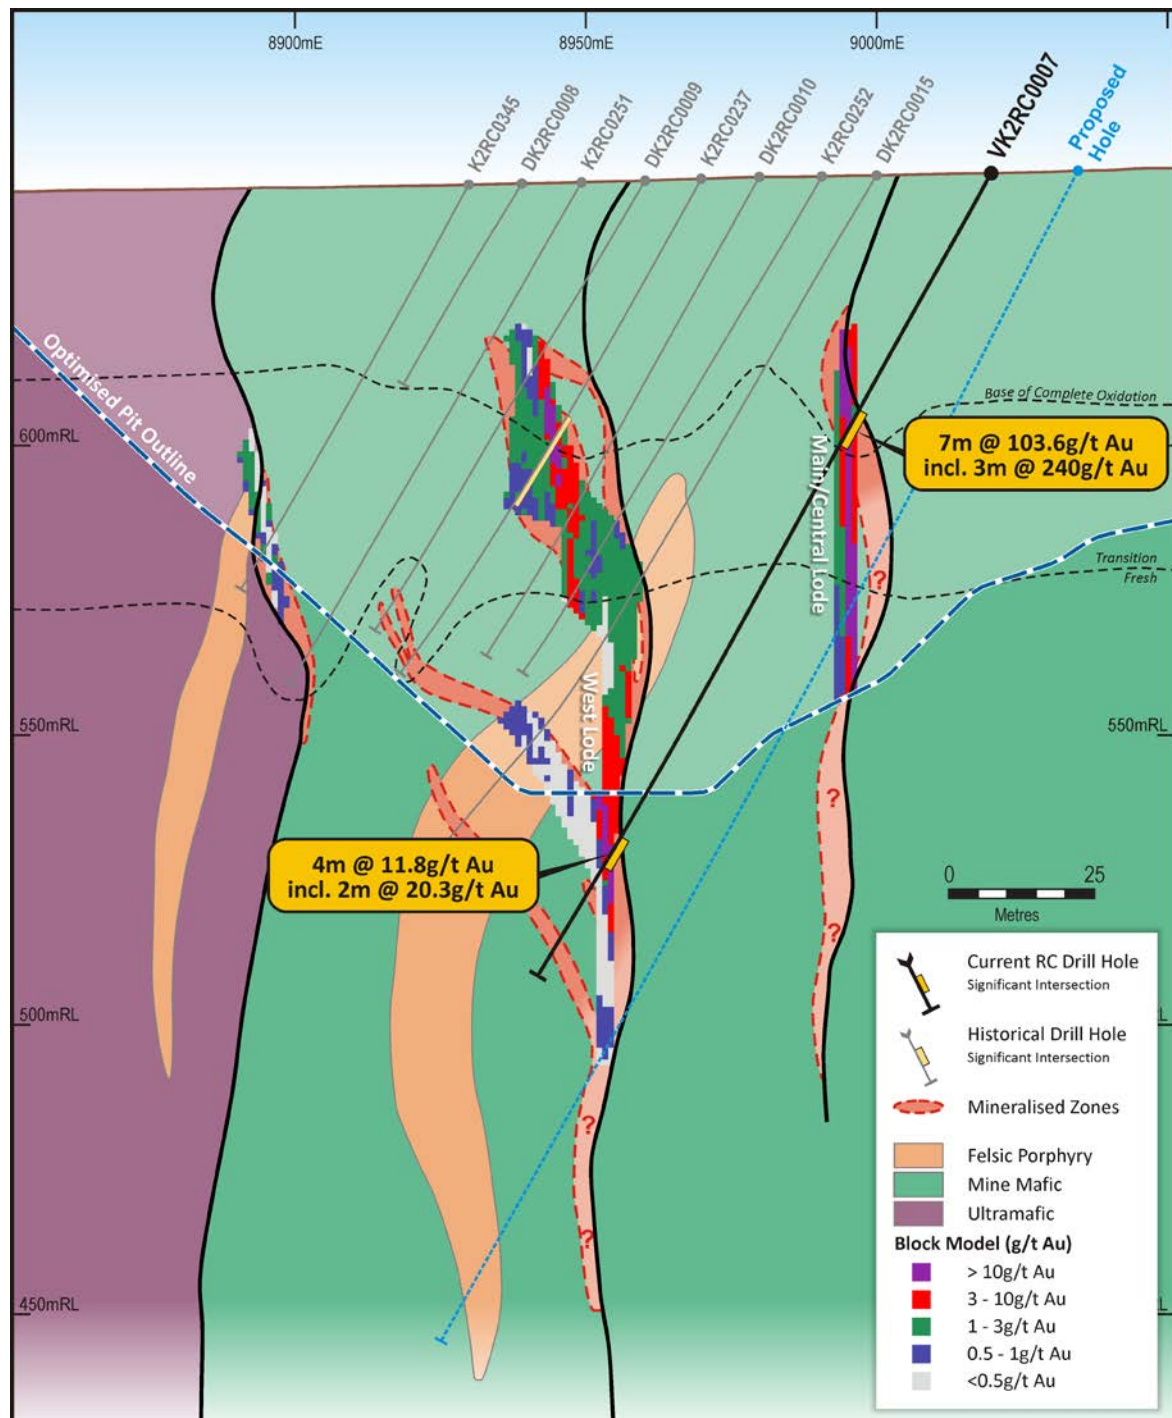 8900mE
8950mE
9000mE
K2RC0345
DK2RC0008
K2RC0251
DK2RC0009
K2RC0237
DK2RC0010
K2RC0252
DK2RC0015
VK2RC0007
Proposed
Hole
Optimised Pit Outline
Base of Complete Oxidation
600mRL
Main/Central Lode
7m @ 103.6g/t Au
incl. 3m @ 240g/t Au
Transition
Fresh
?
West Lode
550mRL
550mRL
?
4m @ 11.8g/t Au
incl. 2m @ 20.3g/t Au
0
25
Metres
?
500mRL
?
?
450mRL
Current RC Drill Hole
Significant Intersection
Historical Drill Hole
Significant Intersection
Mineralised Zones
Felsic Porphyry
Mine Mafic
Ultramafic
Block Model (g/t Au)
> 10g/t Au
3 - 10g/t Au
1 - 3g/t Au
0.5 - 1g/t Au
<0.5g/t Au